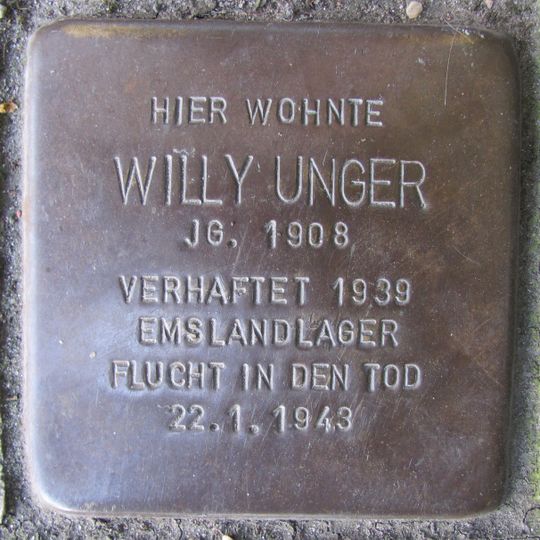 HIER WOHNTE
WILLY UNGER
JG. 1908
VERHAFTET 1939
EMSLANDLAGER
FLUCHT IN DEN TOD
22.1.1943